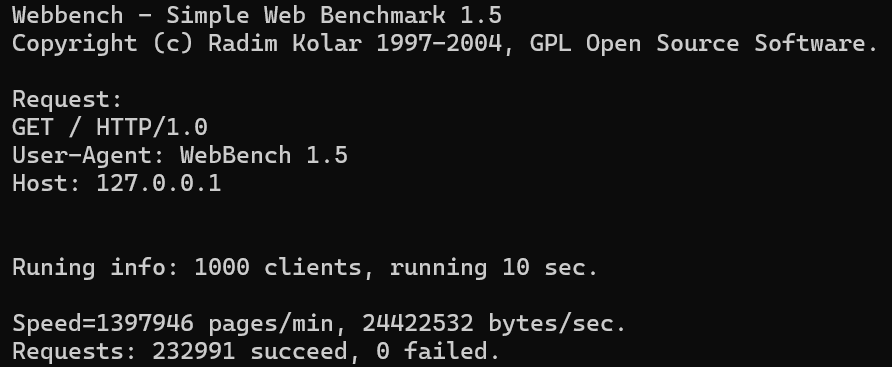 Webbench - Simple Web Benchmark 1.5
Copyright (c) Radim Kolar 1997-2004, GPL Open Source Software.
Request:
GET / HTTP/1.0
User-Agent: WebBench 1.5
Host: 127.0.0.1
Runing info: 1000 clients, running 10 sec.
Speed=1397946 pages/min, 24422532 bytes/sec.
Requests: 232991 succeed, 0 failed.